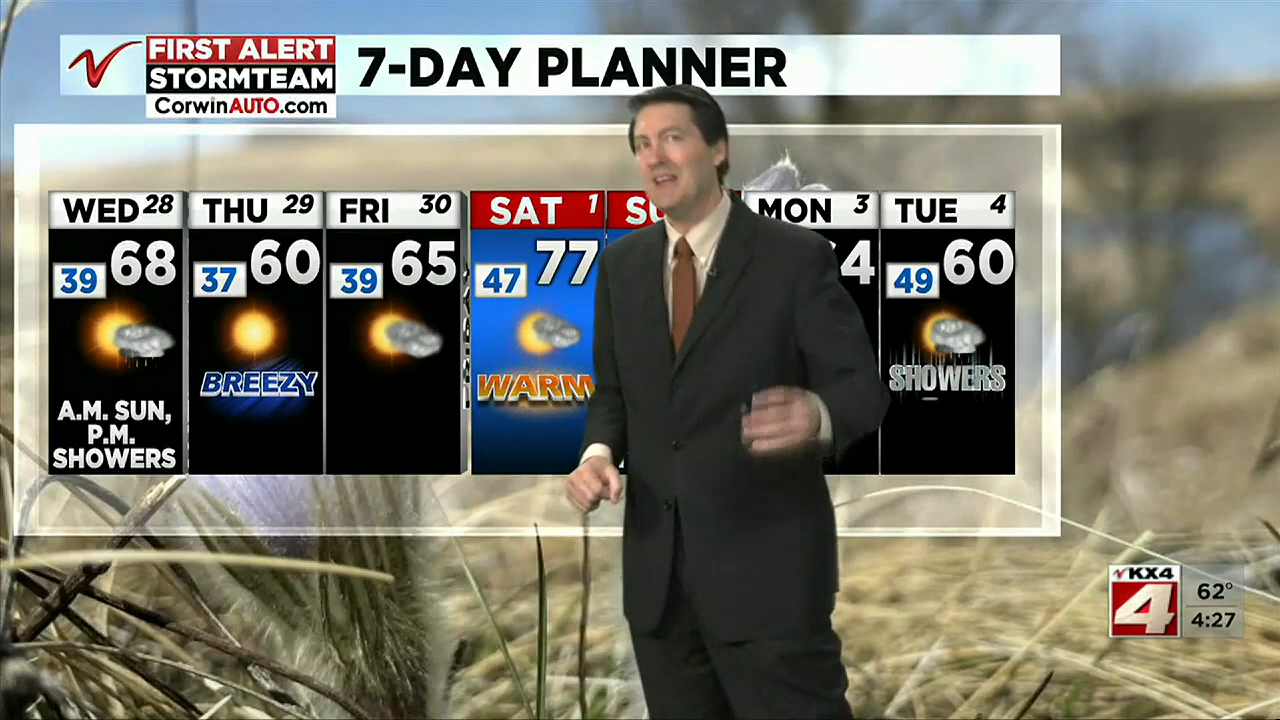 FIRST ALERT
STORMTEAM
CorwinAUTO.com
7-DAY PLANNER
WED 28
THU 29
FRI 30
SAT 1
MON 3
TUE 4
39 68
37 60
39 65
47 77
4
49 60
BREEZY
WARM
SHOWERS
A.M. SUN,
P.M.
SHOWERS
KX4
4
62°
4:27